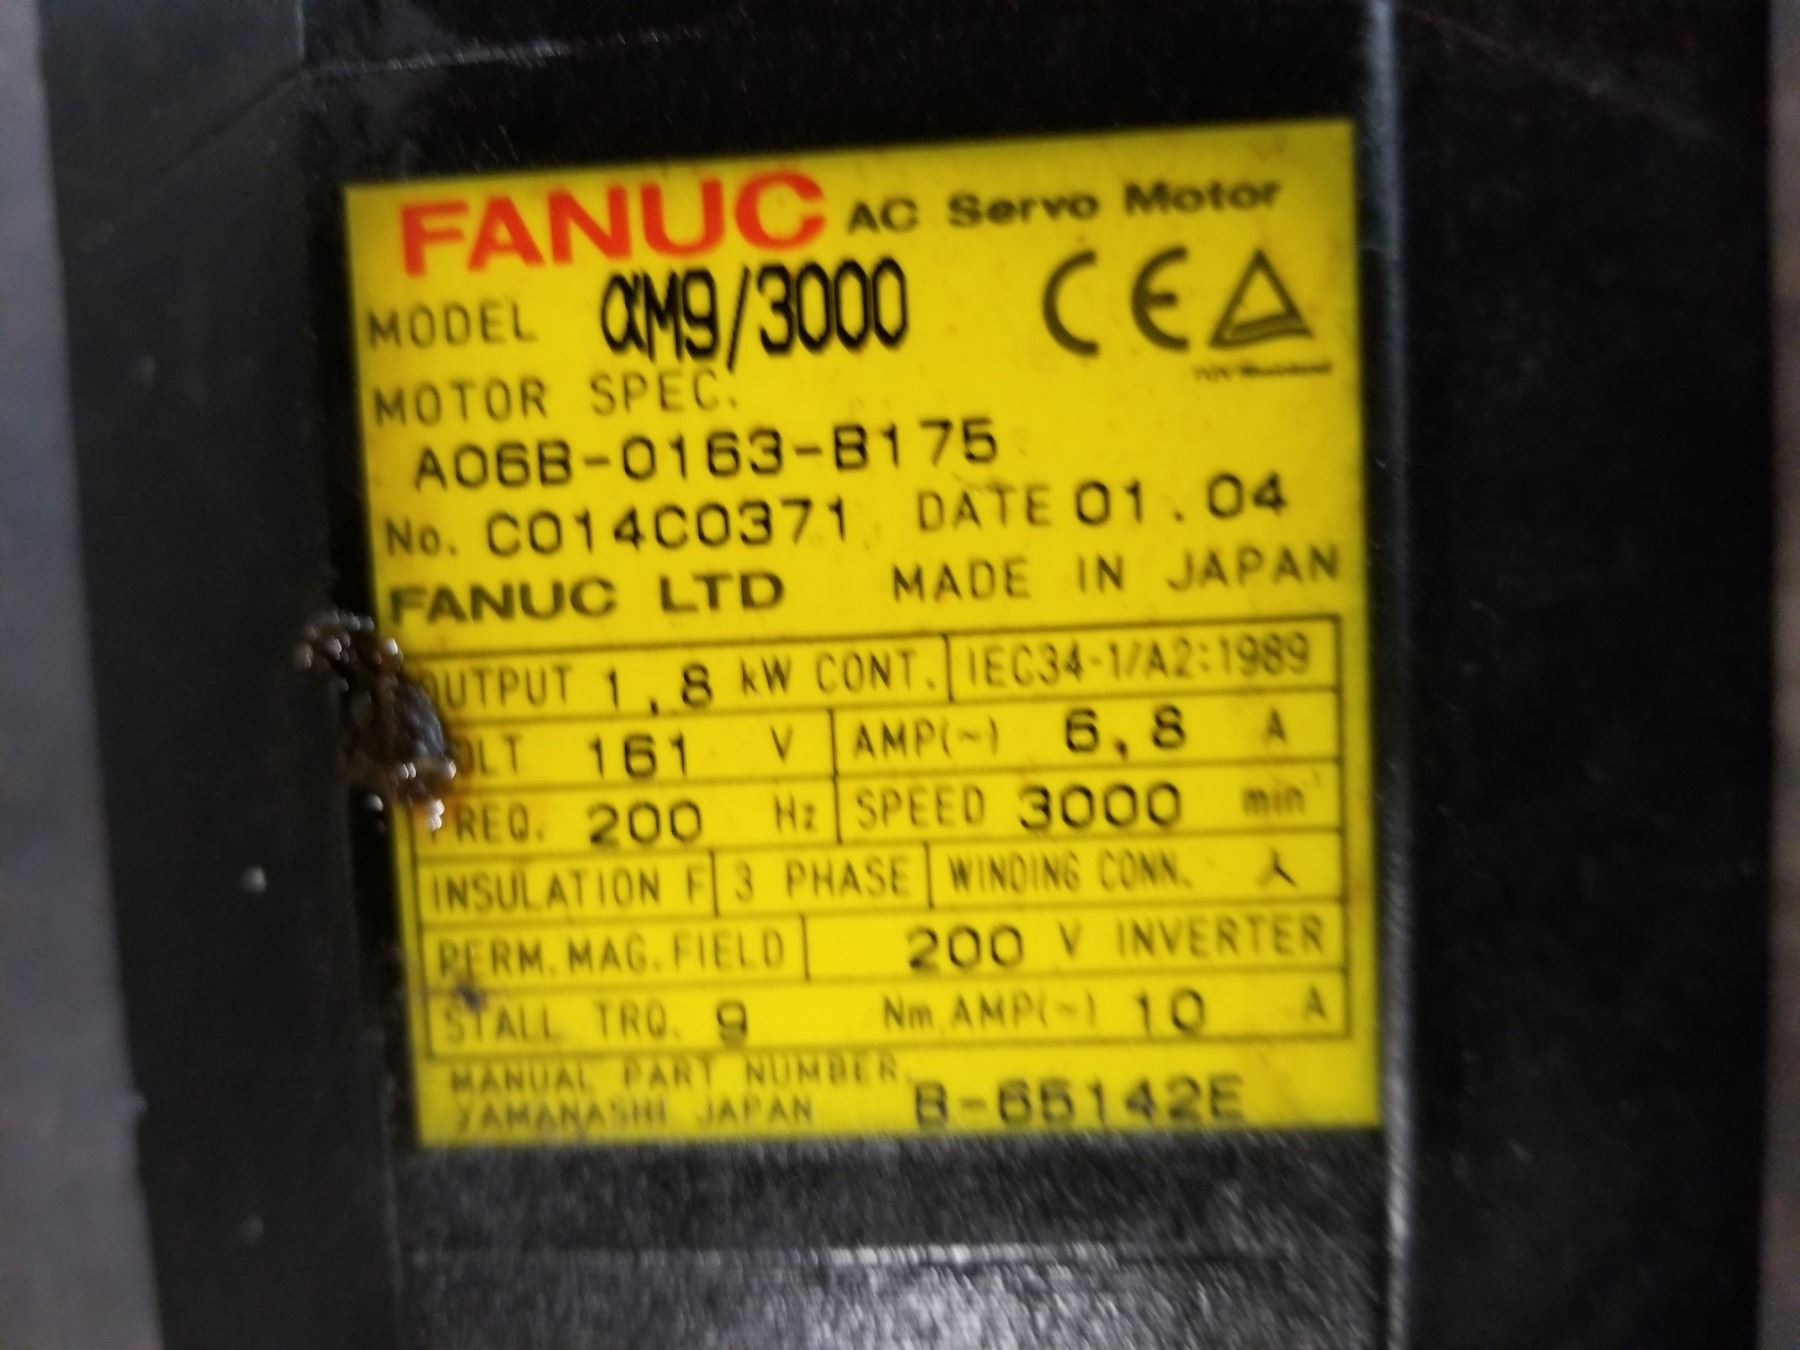 FANUC AC Servo Motor
MODEL αM9/3000 CE
MOTOR SPEC.
A06B-0163-B175
No. C014C0371 DATE 01.04
FANUC LTD MADE IN JAPAN
OUTPUT 1,8 kW CONT. IEC34-1/A2:1989
VOLT 161 V AMP(~) 6,8 A
FREQ. 200 Hz SPEED 3000 min
INSULATION F 3 PHASE WINDING CONN.
PERM. MAG. FIELD 200 V INVERTER
STALL TRQ. 9 Nm AMP(~) 10 A
MANUAL PART NUMBER
YAMANASHI JAPAN B-65142E